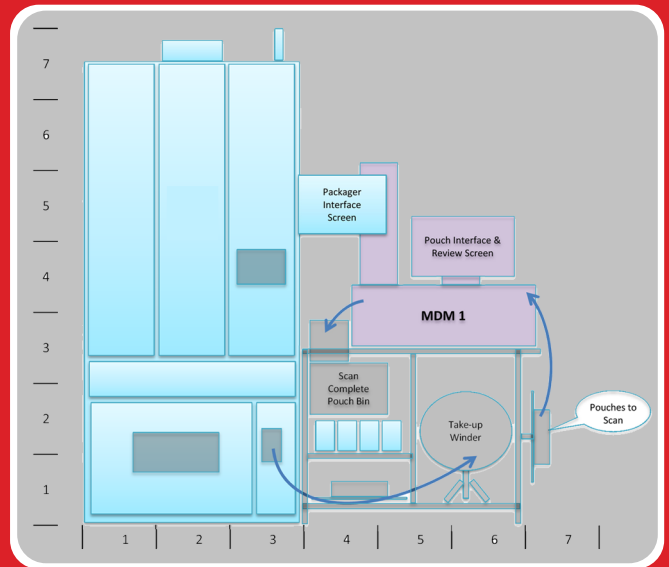 7
6
5
4
3
2
1
Packager
Interface
Screen
Pouch Interface &
Review Screen
MDM 1
Scan
Complete
Pouch Bin
Take-up
Winder
Pouches to
Scan
1 2 3 4 5 6 7